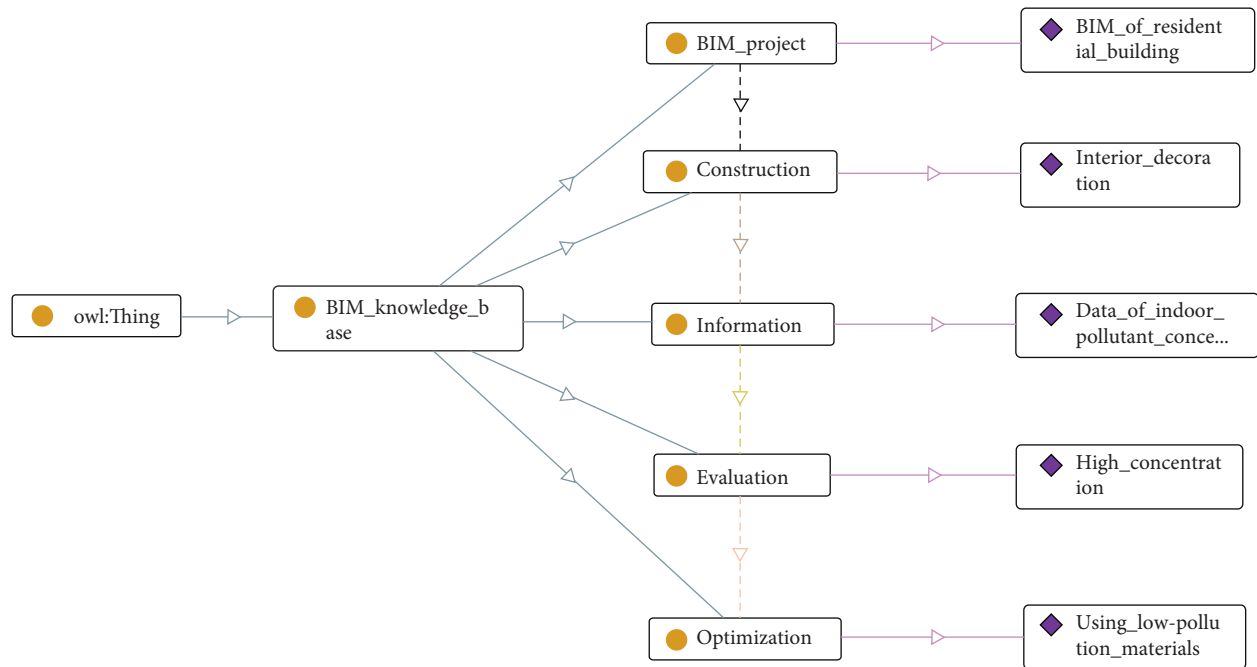 BIM_project
BIM_of_resident
ial_building
Construction
Interior_decora
tion
owl:Thing
BIM_knowledge_b
ase
Information
Data_of_indoor_
pollutant_conce...
Evaluation
High_concentrat
ion
Optimization
Using_low-pollu
tion_materials